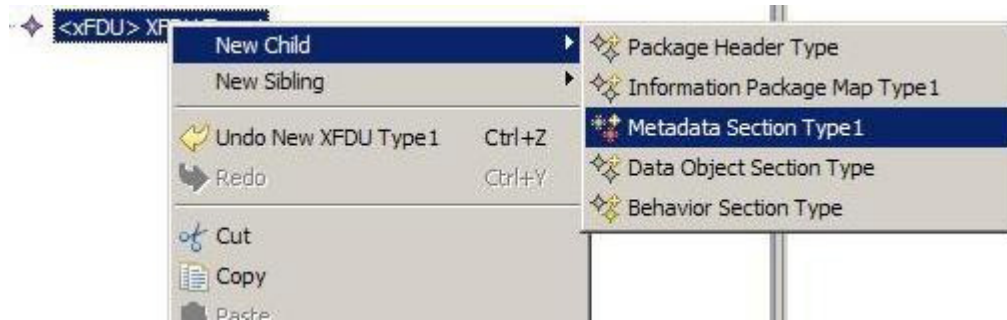 <xFDU> XF
New Child
New Sibling
Undo New XFDU Type1 Ctrl+Z
Redo Ctrl+Y
Cut
Copy
Paste
Package Header Type
Information Package Map Type1
Metadata Section Type1
Data Object Section Type
Behavior Section Type